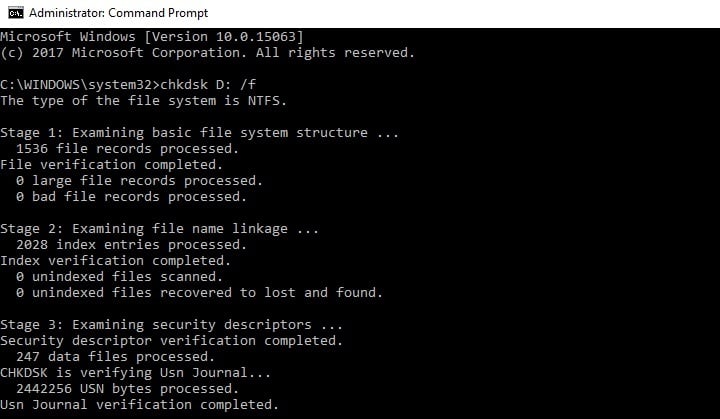 Administrator: Command Prompt
Microsoft Windows [Version 10.0.15063]
(c) 2017 Microsoft Corporation. All rights reserved.
C:\WINDOWS\system32>chkdsk D: /f
The type of the file system is NTFS.
Stage 1: Examining basic file system structure ...
  1536 file records processed.
File verification completed.
  0 large file records processed.
  0 bad file records processed.
Stage 2: Examining file name linkage ...
  2028 index entries processed.
Index verification completed.
  0 unindexed files scanned.
  0 unindexed files recovered to lost and found.
Stage 3: Examining security descriptors ...
Security descriptor verification completed.
  247 data files processed.
CHKDSK is verifying Usn Journal...
  2442256 USN bytes processed.
Usn Journal verification completed.